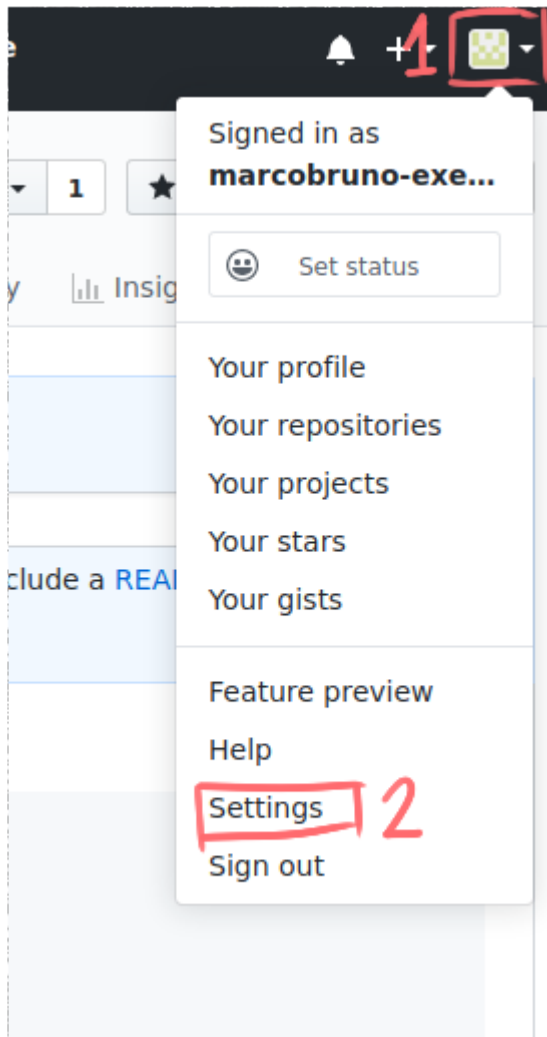 e
1
Signed in as
marcobruno-exe...
1
Set status
y
Insig
Your profile
Your repositories
Your projects
Your stars
clude a REA
Your gists
Feature preview
Help
Settings 2
Sign out